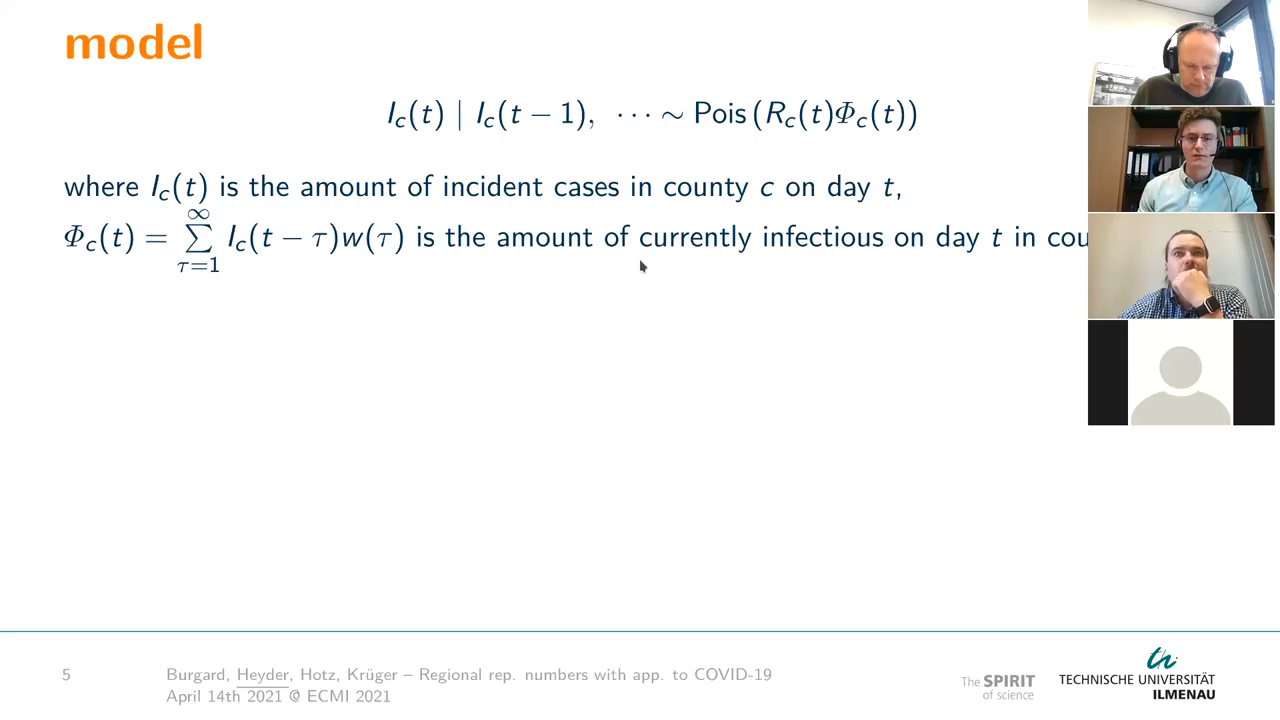 model
I_c(t) | I_c(t − 1), ⋯ ∼ Pois (R_c(t)Φ_c(t))
where I_c(t) is the amount of incident cases in county c on day t,
Φ_c(t) = ∑_{τ=1}^{∞} I_c(t − τ)w(τ) is the amount of currently infectious on day t in cou
5
Burgard, Heyder, Hotz, Krüger – Regional rep. numbers with app. to COVID-19
April 14th 2021 @ ECMI 2021
The SPIRIT
of science
th
TECHNISCHE UNIVERSITÄT
ILMENAU